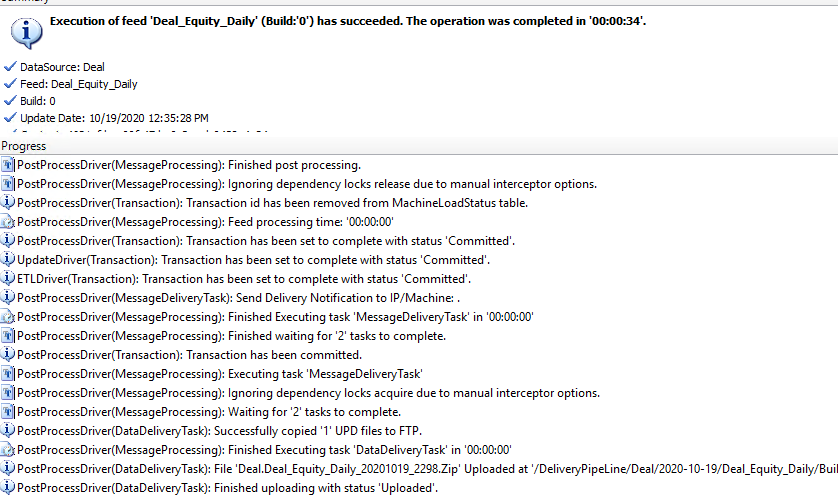 Execution of feed 'Deal_Equity_Daily' (Build:'0') has succeeded. The operation was completed in '00:00:34'.
DataSource: Deal
Feed: Deal_Equity_Daily
Build: 0
Update Date: 10/19/2020 12:35:28 PM
Progress
PostProcessDriver(MessageProcessing): Finished post processing.
PostProcessDriver(MessageProcessing): Ignoring dependency locks release due to manual interceptor options.
PostProcessDriver(Transaction): Transaction id has been removed from MachineLoadStatus table.
PostProcessDriver(MessageProcessing): Feed processing time: '00:00:00'
PostProcessDriver(Transaction): Transaction has been set to complete with status 'Committed'.
UpdateDriver(Transaction): Transaction has been set to complete with status 'Committed'.
ETLDriver(Transaction): Transaction has been set to complete with status 'Committed'.
PostProcessDriver(MessageDeliveryTask): Send Delivery Notification to IP/Machine: .
PostProcessDriver(MessageProcessing): Finished Executing task 'MessageDeliveryTask' in '00:00:00'
PostProcessDriver(MessageProcessing): Finished waiting for '2' tasks to complete.
PostProcessDriver(Transaction): Transaction has been committed.
PostProcessDriver(MessageProcessing): Executing task 'MessageDeliveryTask'
PostProcessDriver(MessageProcessing): Ignoring dependency locks acquire due to manual interceptor options.
PostProcessDriver(MessageProcessing): Waiting for '2' tasks to complete.
PostProcessDriver(DataDeliveryTask): Successfully copied '1' UPD files to FTP.
PostProcessDriver(MessageProcessing): Finished Executing task 'DataDeliveryTask' in '00:00:00'
PostProcessDriver(DataDeliveryTask): File 'Deal.Deal_Equity_Daily_20201019_2298.Zip' Uploaded at '/DeliveryPipeLine/Deal/2020-10-19/Deal_Equity_Daily/Bui
PostProcessDriver(DataDeliveryTask): Finished uploading with status 'Uploaded'.